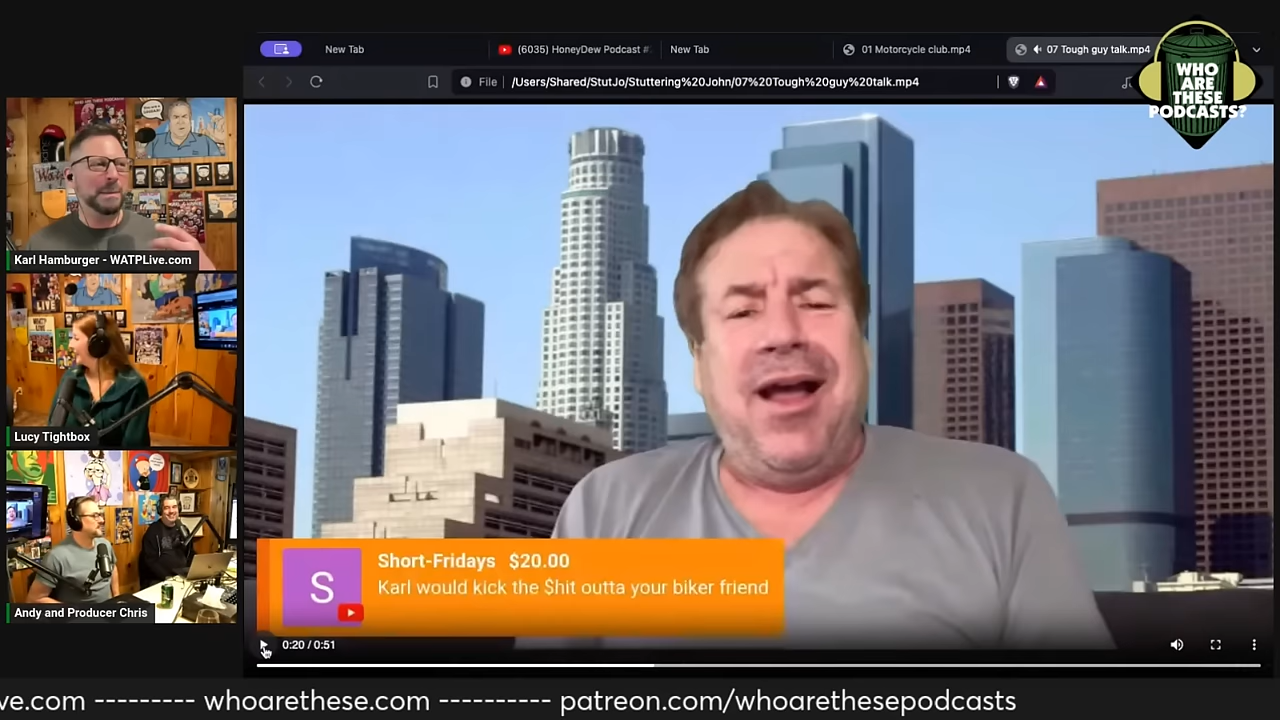 New Tab
(6035) HoneyDew Podcast #
New Tab
01 Motorcycle club.mp4
07 Tough guy talk.mp4
File
/Users/Shared/StutJo/Stuttering%20John/07%20Tough%20guy%20talk.mp4
WHO
ARE
THESE
PODCASTS?
Karl Hamburger - WATPLive.com
Lucy Tightbox
Andy and Producer Chris
S
Short-Fridays $20.00
Karl would kick the $hit outta your biker friend
0:20 / 0:51
ve.com --------- whoarethese.com ---------- patreon.com/whoarethesepodcasts